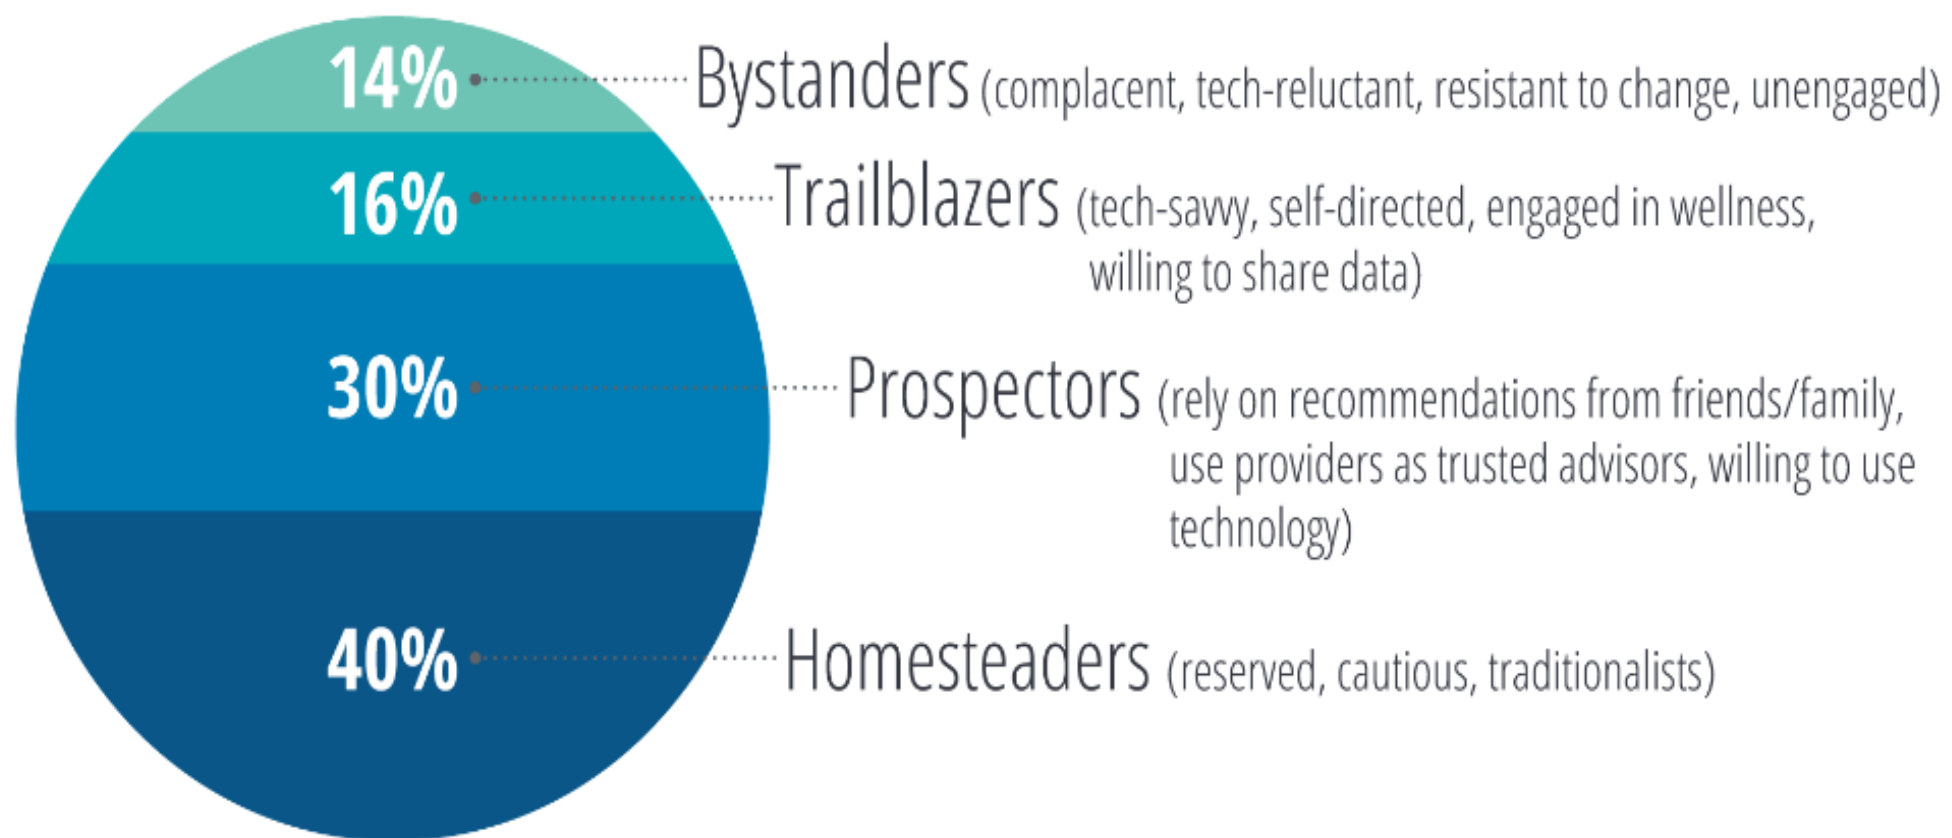 14% Bystanders (complacent, tech-reluctant, resistant to change, unengaged)
16% Trailblazers (tech-savvy, self-directed, engaged in wellness,
willing to share data)
30% Prospectors (rely on recommendations from friends/family,
use providers as trusted advisors, willing to use
technology)
40% Homesteaders (reserved, cautious, traditionalists)